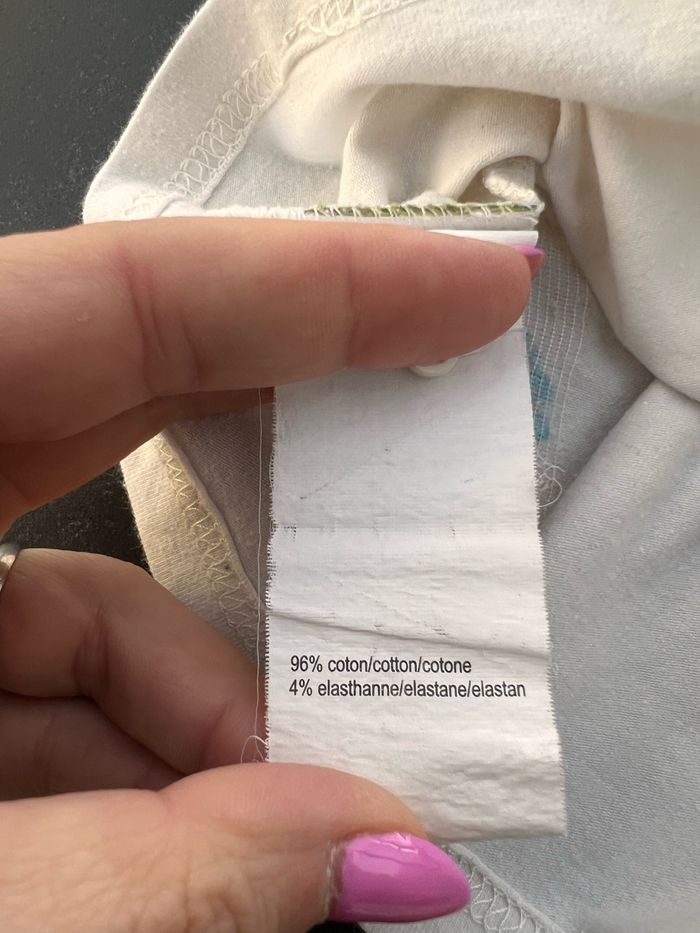 96% coton/cotton/cotone
4% elasthanne/elastane/elastan